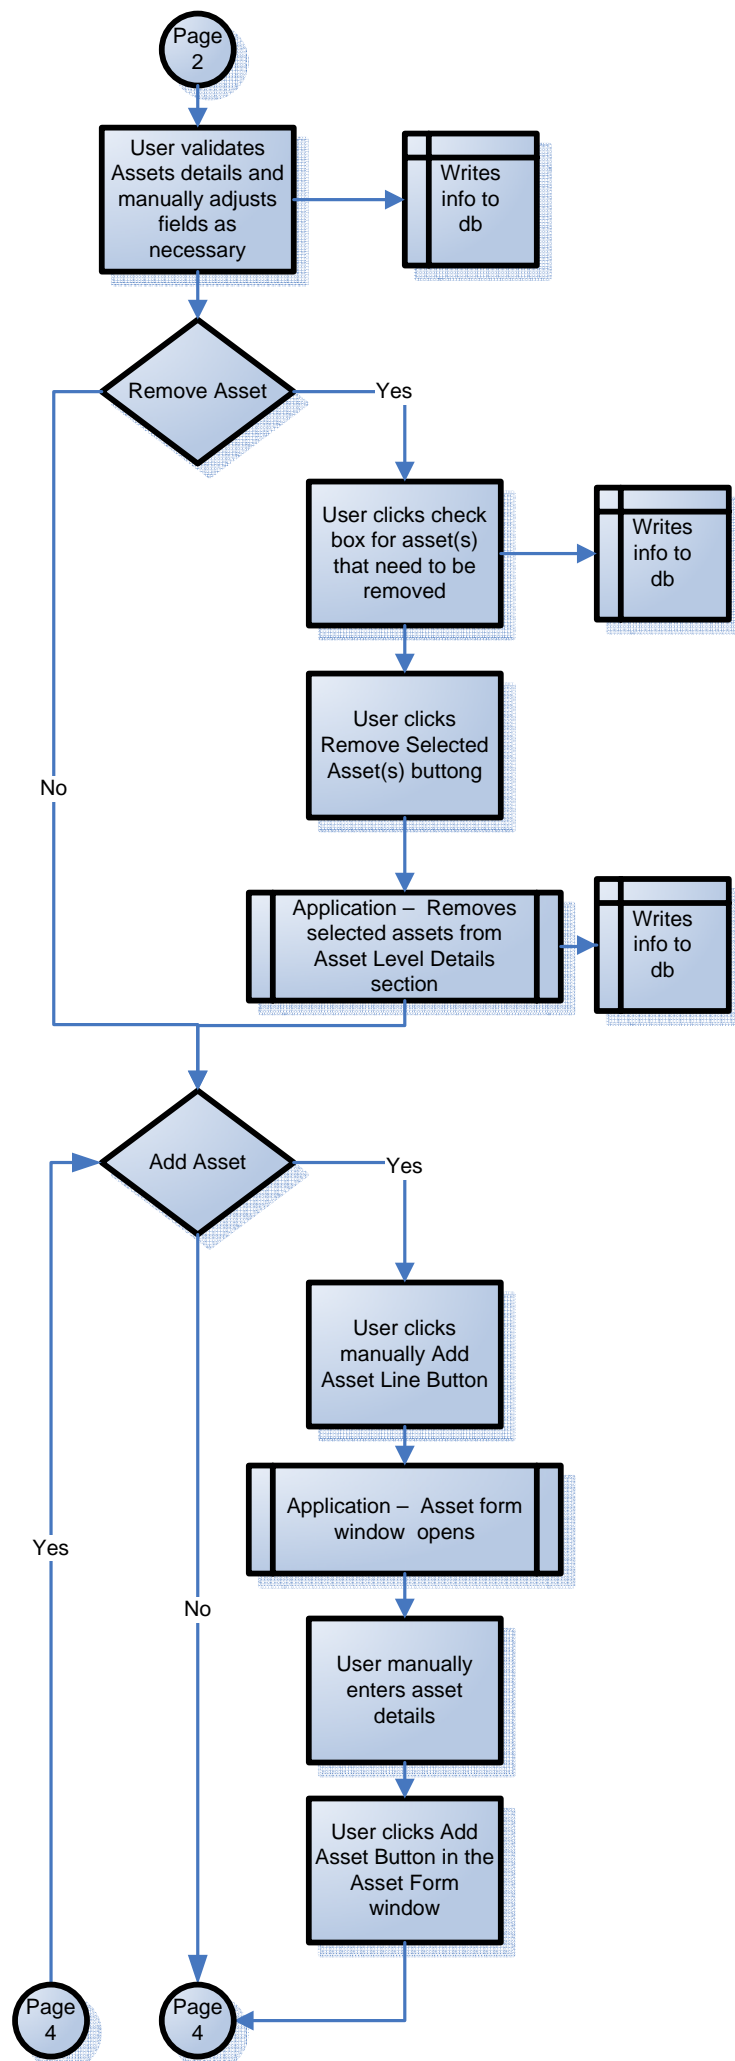 Page
2
User validates
Assets details and
manually adjusts
fields as
necessary
Writes
info to
db
Remove Asset
Yes
User clicks check
box for asset(s)
that need to be
removed
Writes
info to
db
User clicks
Remove Selected
Asset(s) buttong
No
Application – Removes
selected assets from
Asset Level Details
section
Writes
info to
db
Add Asset
Yes
User clicks
manually Add
Asset Line Button
Application – Asset form
window opens
Yes
No
User manually
enters asset
details
User clicks Add
Asset Button in the
Asset Form
window
Page
4
Page
4